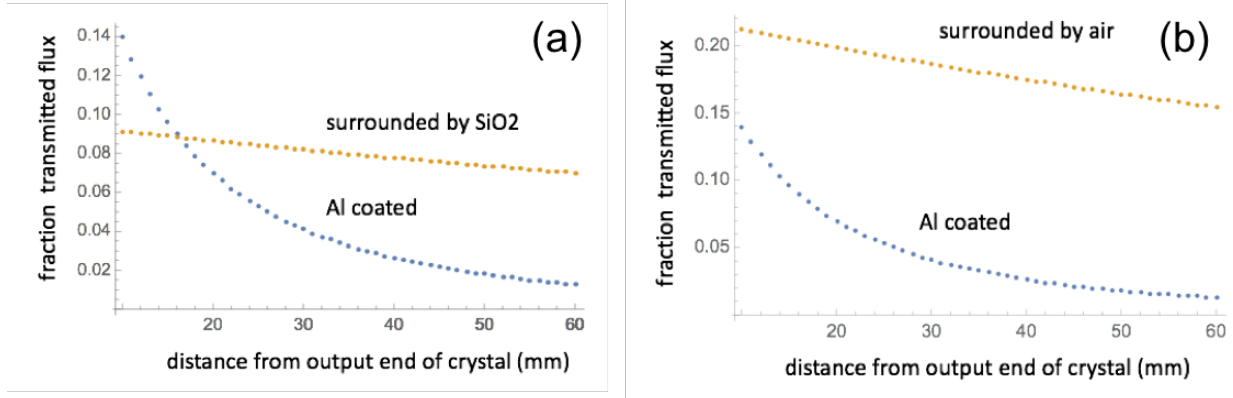 (a)
0.14
0.12
0.10
0.08
0.06
0.04
0.02
fraction transmitted flux
surrounded by SiO2
Al coated
20 30 40 50 60
distance from output end of crystal (mm)
(b)
0.20
0.15
0.10
0.05
fraction transmitted flux
surrounded by air
Al coated
20 30 40 50 60
distance from output end of crystal (mm)